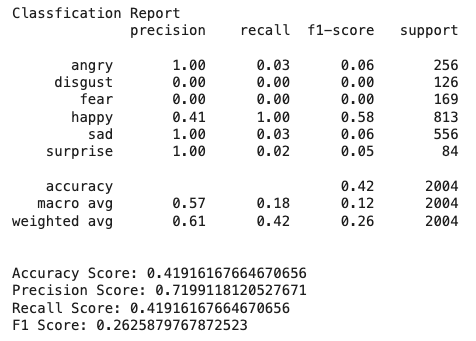 Classfication Report
precision recall f1-score support
angry 1.00 0.03 0.06 256
disgust 0.00 0.00 0.00 126
fear 0.00 0.00 0.00 169
happy 0.41 1.00 0.58 813
sad 1.00 0.03 0.06 556
surprise 1.00 0.02 0.05 84
accuracy 0.42 2004
macro avg 0.57 0.18 0.12 2004
weighted avg 0.61 0.42 0.26 2004
Accuracy Score: 0.41916167664670656
Precision Score: 0.7199118120527671
Recall Score: 0.41916167664670656
F1 Score: 0.2625879767872523